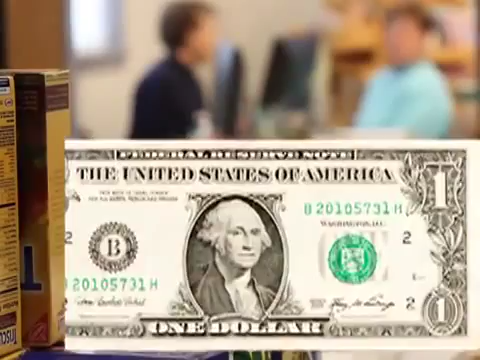 FEDERAL RESERVE NOTE
THE UNITED STATES OF AMERICA
1
B 20105731 H
WASHINGTON, D.C.
2
2
B
20105731 H
2
2
1
ONE DOLLAR